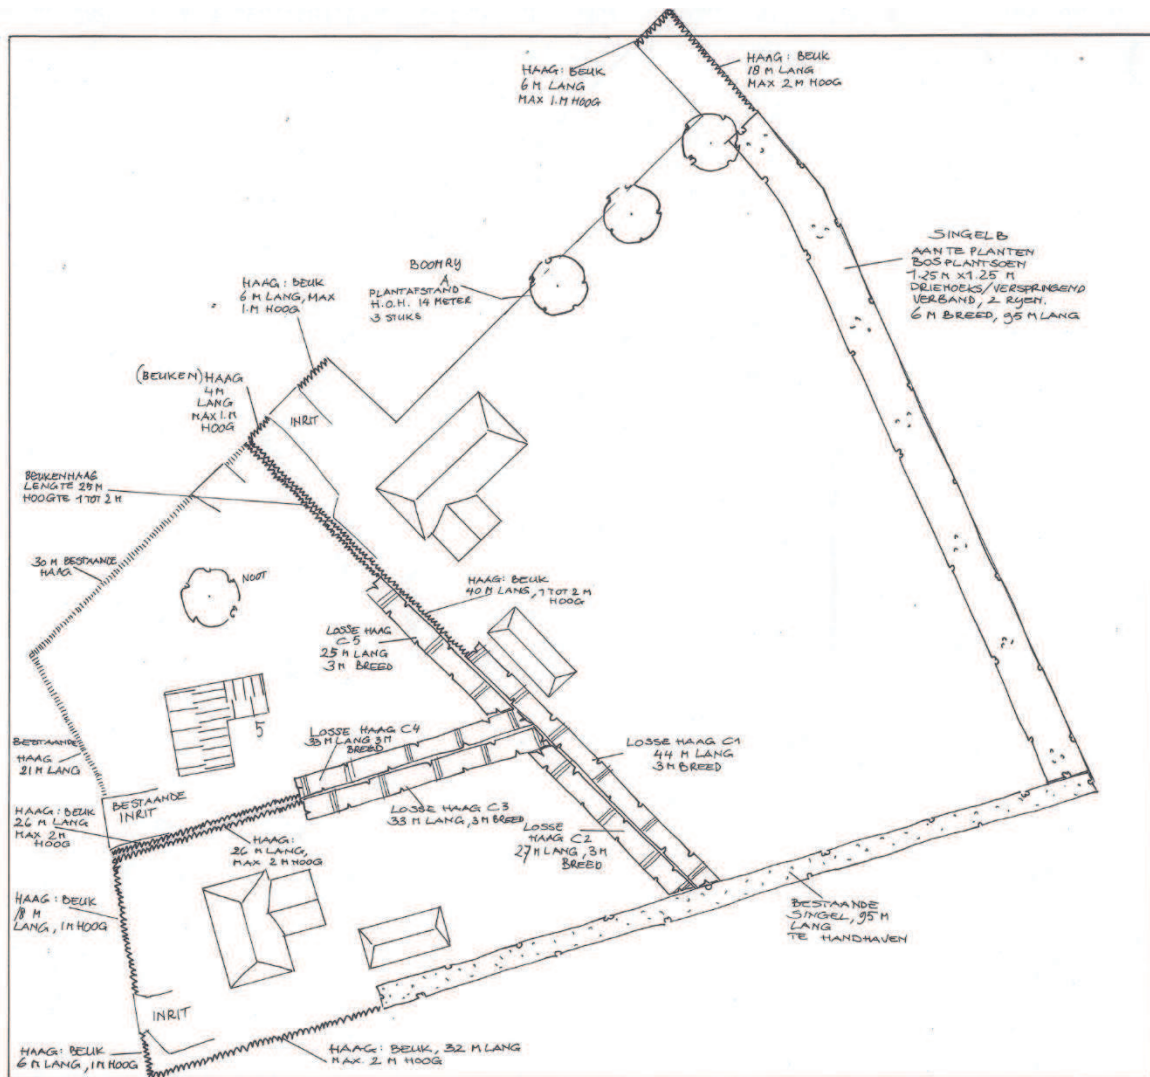 HAAG: BEUK
6 M LANG
MAX 1.M HOOG
HAAG: BEUK
18 M LANG
MAX 2 M HOOG
SINGEL B
AAN TE PLANTEN
BOSPLANTSOEN
1.25 M X 1.25 M
DRIEHOEKS/VERSPRINGEND
VERBAND, 2 RYEN.
6 M BREED, 95 M LANG
BOOMRY
A
PLANTAFSTAND
H.O.H. 14 METER
3 STUKS
HAAG: BEUK
6 M LANG, MAX
1.M HOOG
(BEUKEN) HAAG
4 M
LANG
MAX 1.M
HOOG
INRIT
BEUKENHAAG
LENGTE 25 M
HOOGTE 1 TOT 2 M
30 M BESTAANDE
HAAG
NOOT
HAAG: BEUK
40 M LANG, 1 TOT 2 M
HOOG
LOSSE HAAG
C5
25 M LANG
3 M BREED
5
LOSSE HAAG C4
33 M LANG 3 M
BREED
LOSSE HAAG C1
44 M LANG
3 M BREED
BESTAANDE
HAAG
21 M LANG
BESTAANDE
INRIT
HAAG: BEUK
26 M LANG
MAX 2 M
HOOG
LOSSE HAAG C3
33 M LANG, 3 M BREED
HAAG:
26 M LANG,
MAX 2 M HOOG
LOSSE
HAAG C2
27 M LANG, 3 M
BREED
HAAG: BEUK
18 M
LANG, 1 M HOOG
BESTAANDE
SINGEL, 95 M
LANG
TE HANDHAVEN
INRIT
HAAG: BEUK
6 M LANG, 1 M HOOG
HAAG: BEUK, 32 M LANG
MAX. 2 M HOOG